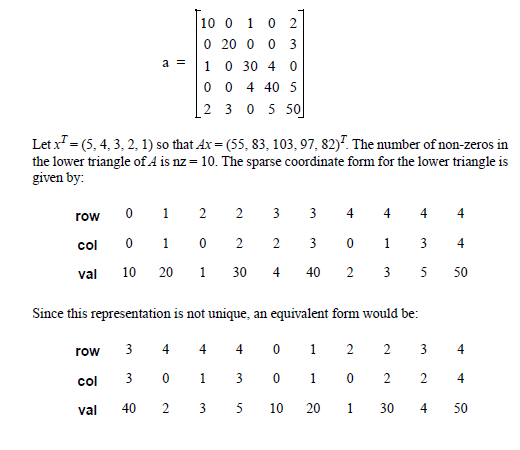 10 0 1 0 2
0 20 0 0 3
a = 1 0 30 4 0
0 0 4 40 5
2 3 0 5 50
Let xT = (5, 4, 3, 2, 1) so that Ax = (55, 83, 103, 97, 82)T. The number of non-zeros in
the lower triangle of A is nz = 10. The sparse coordinate form for the lower triangle is
given by:
row 0 1 2 2 3 3 4 4 4 4
col 0 1 0 2 2 3 0 1 3 4
val 10 20 1 30 4 40 2 3 5 50
Since this representation is not unique, an equivalent form would be:
row 3 4 4 4 0 1 2 2 3 4
col 3 0 1 3 0 1 0 2 2 4
val 40 2 3 5 10 20 1 30 4 50